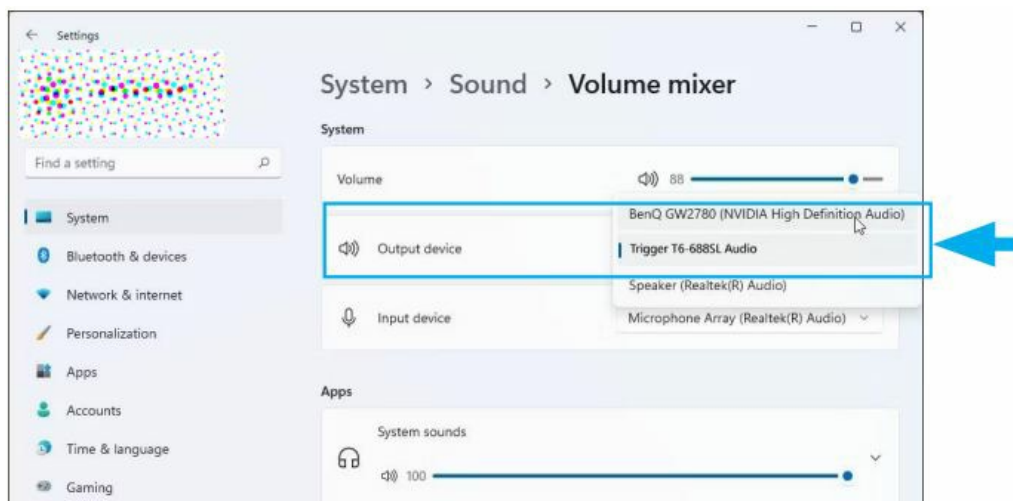 Settings
System > Sound > Volume mixer
System
Find a setting
Volume
88
System
BenQ GW2780 (NVIDIA High Definition Audio)
Output device
Trigger T6-688SL Audio
Bluetooth & devices
Speaker (Realtek(R) Audio)
Network & internet
Input device
Microphone Array (Realtek(R) Audio)
Personalization
Apps
Apps
Accounts
System sounds
Time & language
100
Gaming